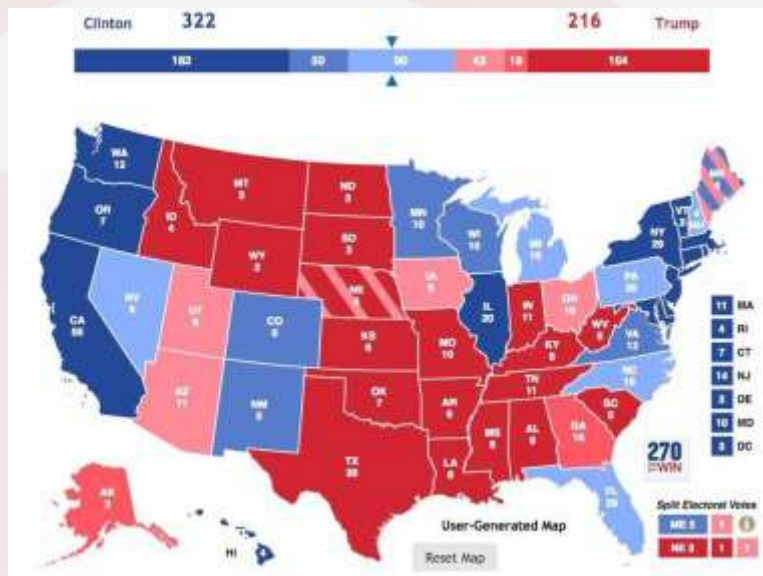 Clinton 322 216 Trump
182 50 90 42 18 154
WA
12
MT
3
ND
3
MN
10
OR
7
ID
4
SD
3
WI
10
MI
16
VT
3
NY
29
WY
3
IA
6
PA
20
NV
6
UT
6
CO
9
IL
20
IN
11
OH
18
WV
5
VA
13
CA
55
KS
6
MO
10
KY
8
NC
15
TN
11
AZ
11
NM
5
OK
7
AR
6
SC
9
MS
6
AL
9
GA
16
TX
38
LA
8
FL
29
AK
3
HI
11 MA
4 RI
7 CT
14 NJ
3 DE
10 MD
3 DC
270
TO WIN
User-Generated Map
Reset Map
Split Electoral Votes
ME 3 1
NE 3 1 1